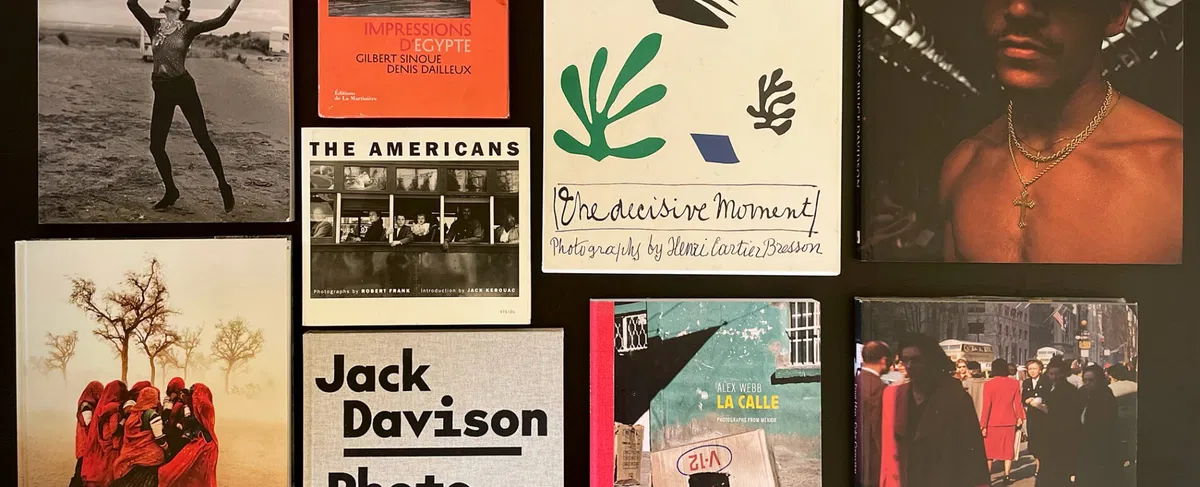 IMPRESSIONS
D'EGYPTE
GILBERT SINOUE
DENIS DAILLEUX
Éditions
de La Martinière
THE AMERICANS
Photographs by ROBERT FRANK Introduction by JACK KEROUAC
The decisive Moment
Photographs by Henri Cartier Bresson
Jack
Davison
Photo
ALEX WEBB
LA CALLE
PHOTOGRAPHS FROM MEXICO
V-12